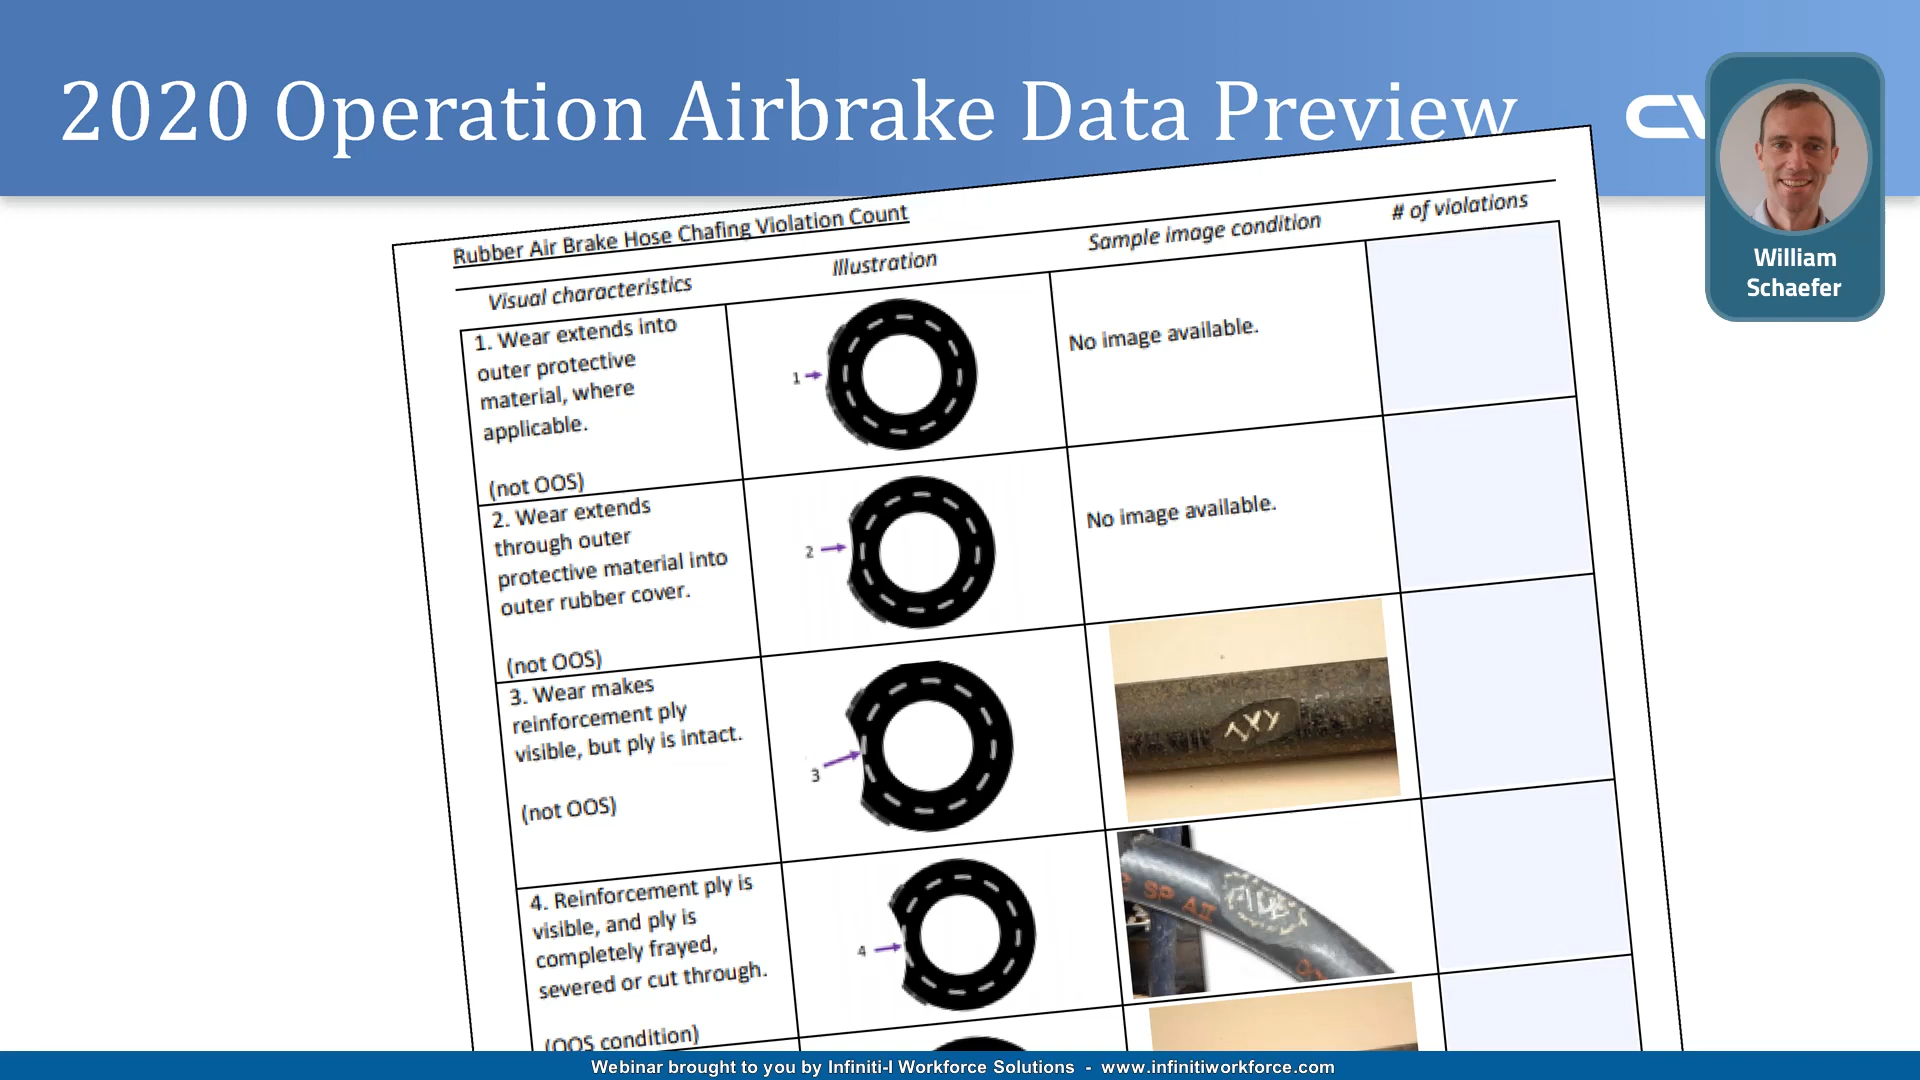 2020 Operation Airbrake Data Preview
William
Schaefer
Rubber Air Brake Hose Chafing Violation Count
Visual characteristics
Illustration
Sample image condition
# of violations
1. Wear extends into
outer protective
material, where
applicable.
(not OOS)
1
No image available.
2. Wear extends
through outer
protective material into
outer rubber cover.
(not OOS)
2
No image available.
3. Wear makes
reinforcement ply
visible, but ply is intact.
(not OOS)
3
4. Reinforcement ply is
visible, and ply is
completely frayed,
severed or cut through.
(OOS condition)
4
SP AII
Webinar brought to you by Infiniti-I Workforce Solutions - www.infinitiworkforce.com